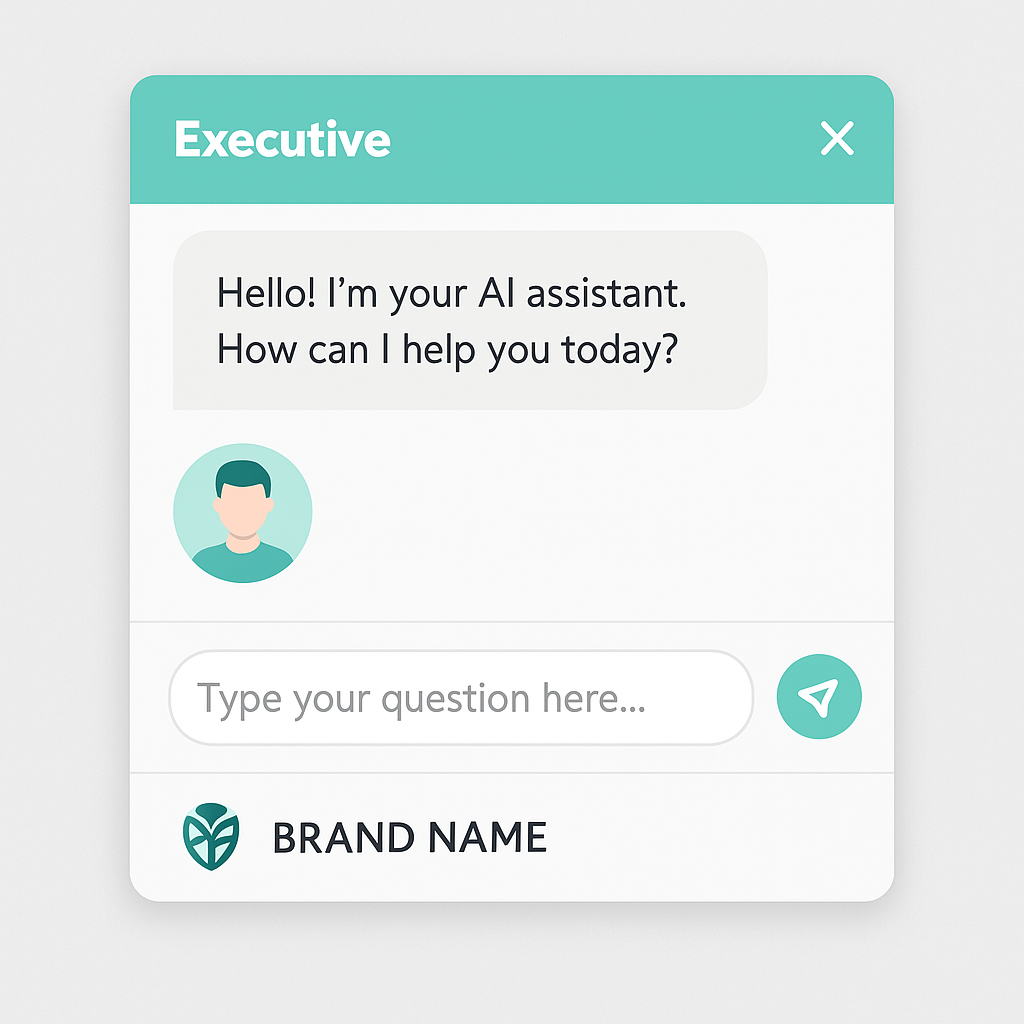 Executive
Hello! I’m your AI assistant.
How can I help you today?
Type your question here...
BRAND NAME